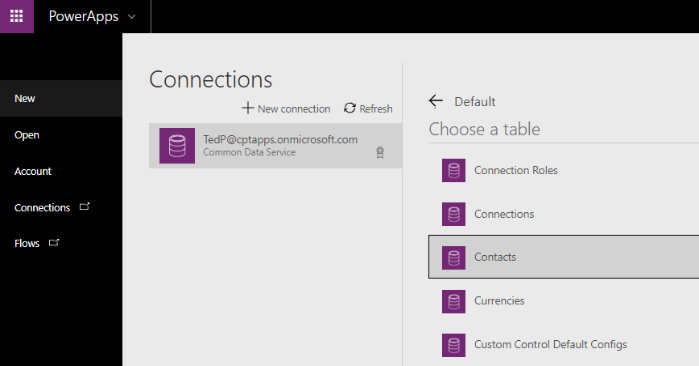 PowerApps
New
Open
Account
Connections
Flows
Connections
New connection Refresh
TedP@cptapps.onmicrosoft.com
Common Data Service
Default
Choose a table
Connection Roles
Connections
Contacts
Currencies
Custom Control Default Configs